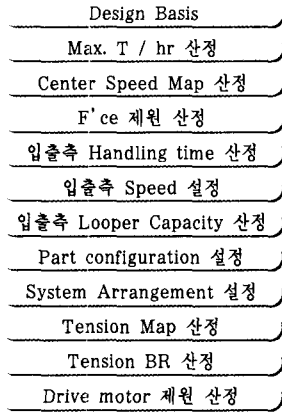 Design Basis
Max. T / hr 산정
Center Speed Map 산정
F'ce 제원 산정
입출측 Handling time 산정
입출측 Speed 설정
입출측 Looper Capacity 산정
Part configuration 설정
System Arrangement 설정
Tension Map 산정
Tension BR 산정
Drive motor 제원 산정